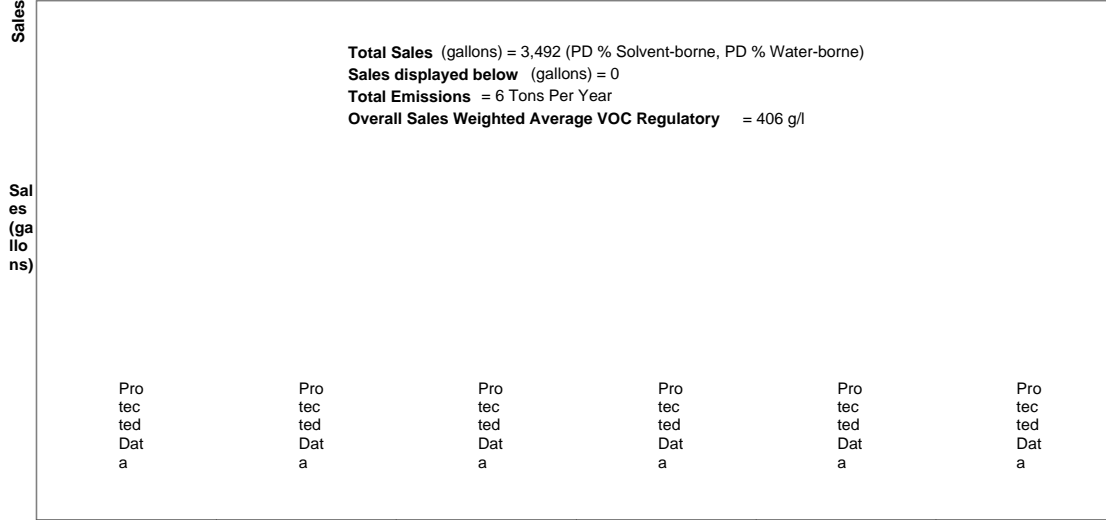 Sales
Total Sales (gallons) = 3,492 (PD % Solvent-borne, PD % Water-borne)
Sales displayed below (gallons) = 0
Total Emissions = 6 Tons Per Year
Overall Sales Weighted Average VOC Regulatory = 406 g/l
Sal
es
(ga
llo
ns)
Pro Pro Pro Pro Pro Pro
tec tec tec tec tec tec
ted ted ted ted ted ted
Dat Dat Dat Dat Dat Dat
a a a a a a